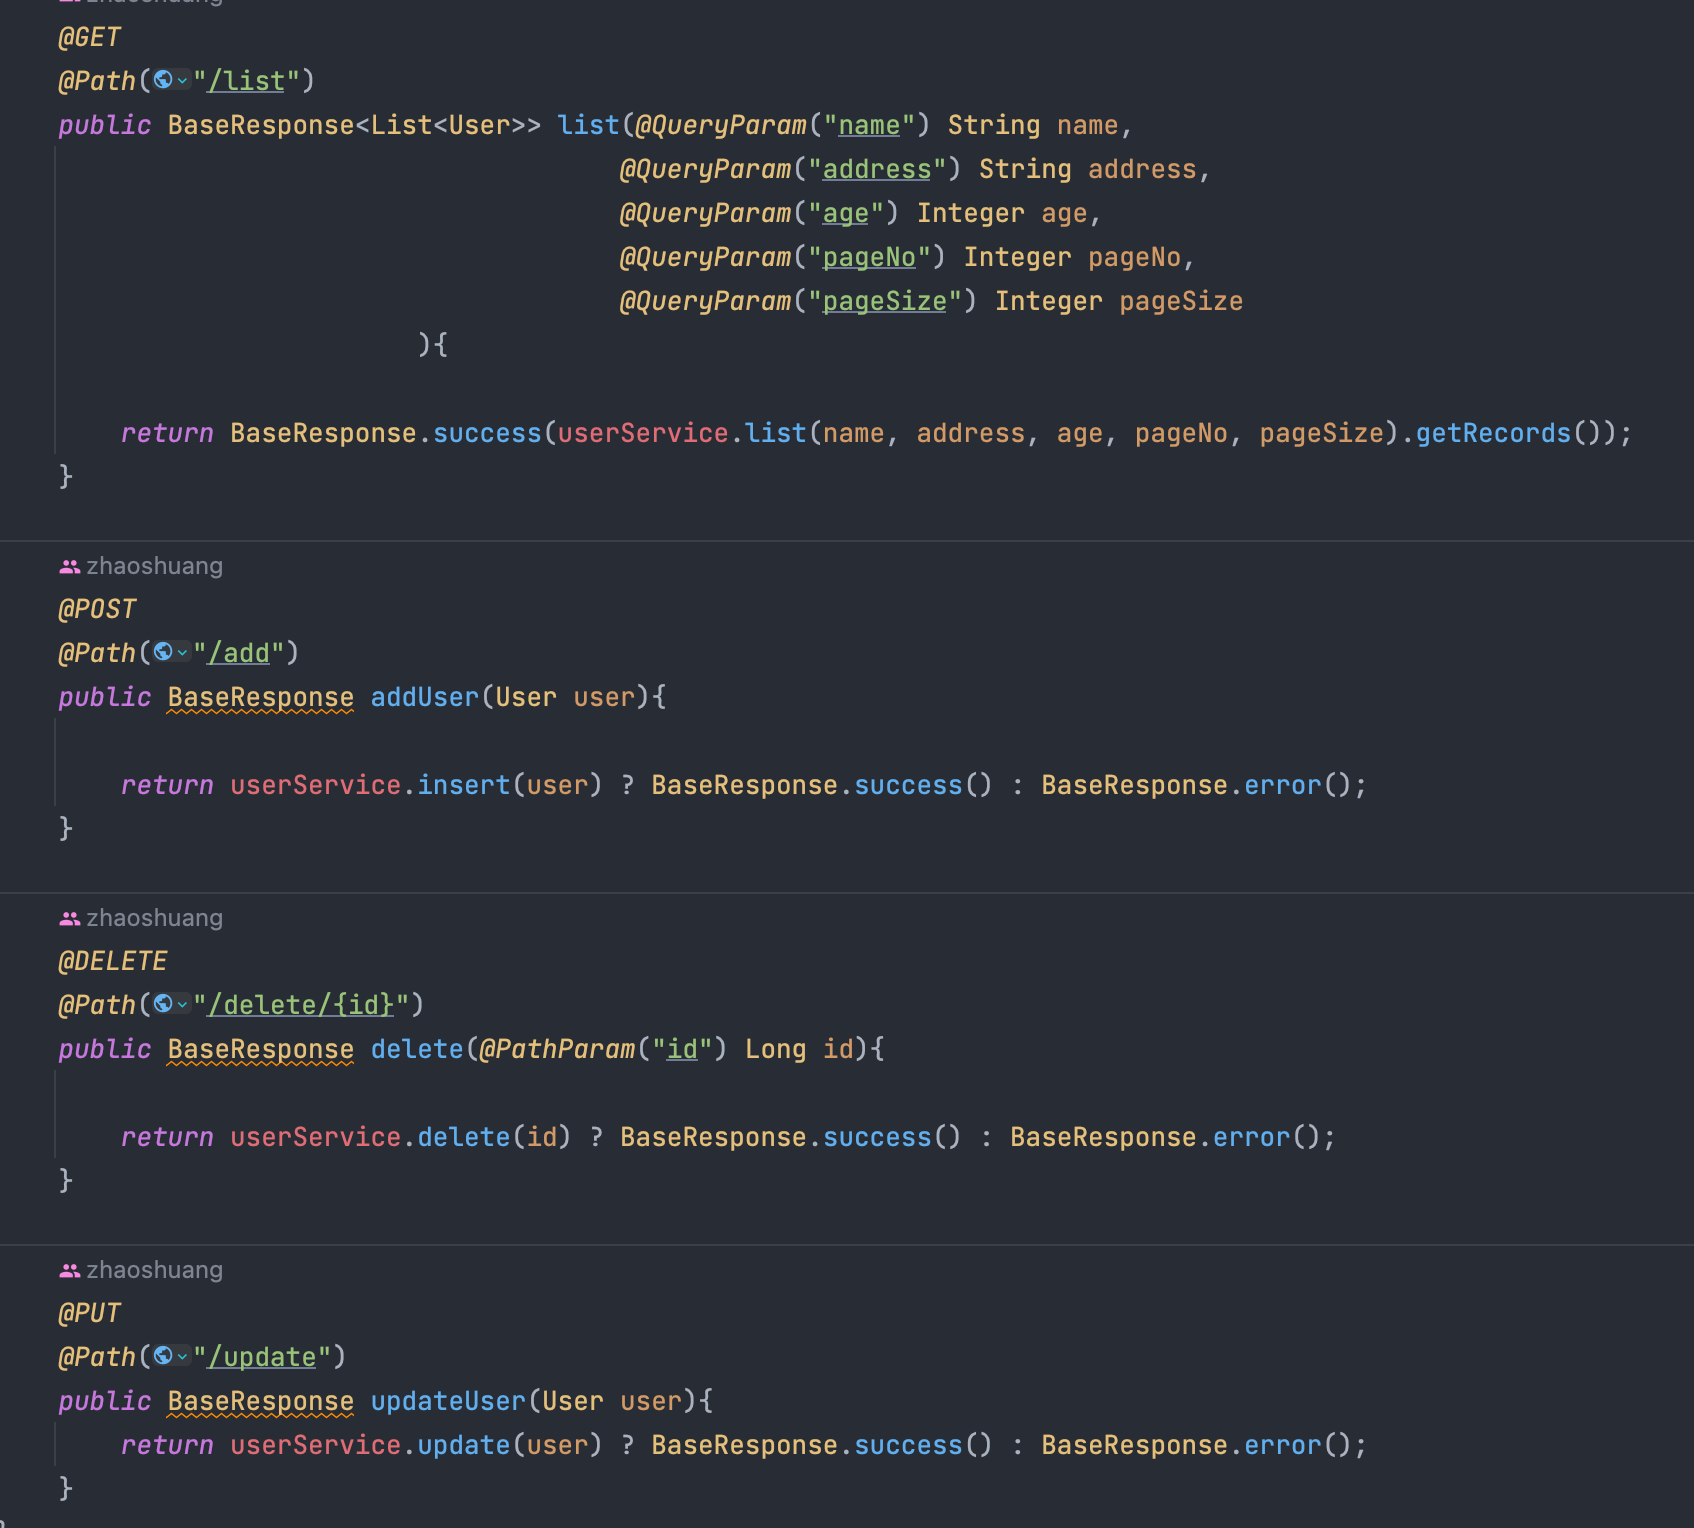 zhaoshuang
@GET
@Path("/list")
public BaseResponse<List<User>> list(@QueryParam("name") String name,
@QueryParam("address") String address,
@QueryParam("age") Integer age,
@QueryParam("pageNo") Integer pageNo,
@QueryParam("pageSize") Integer pageSize
){
return BaseResponse.success(userService.list(name, address, age, pageNo, pageSize).getRecords());
}
zhaoshuang
@POST
@Path("/add")
public BaseResponse addUser(User user){
return userService.insert(user) ? BaseResponse.success() : BaseResponse.error();
}
zhaoshuang
@DELETE
@Path("/delete/{id}")
public BaseResponse delete(@PathParam("id") Long id){
return userService.delete(id) ? BaseResponse.success() : BaseResponse.error();
}
zhaoshuang
@PUT
@Path("/update")
public BaseResponse updateUser(User user){
return userService.update(user) ? BaseResponse.success() : BaseResponse.error();
}